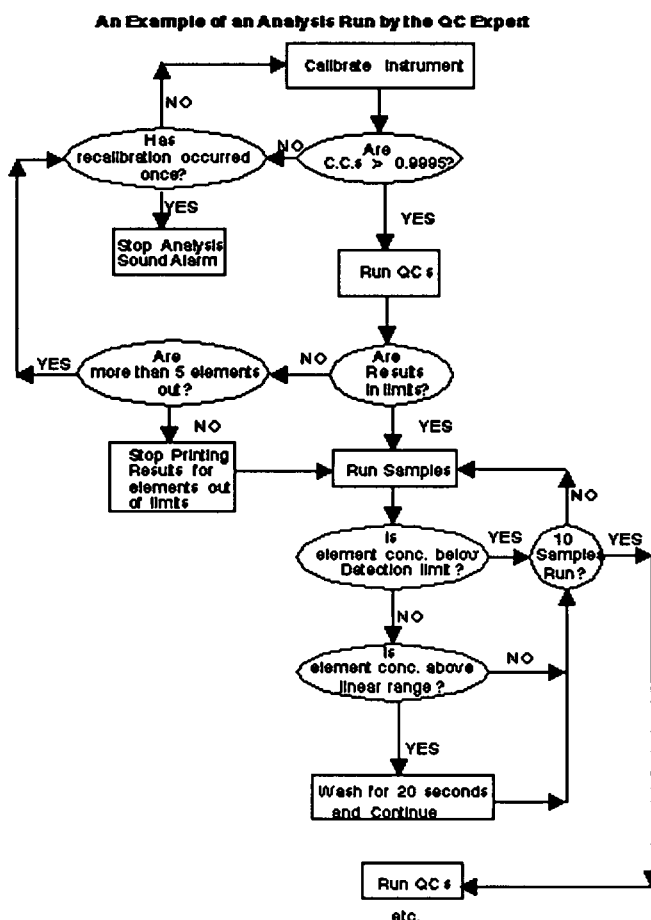 An Example of an Analysis Run by the QC Expert
Calibrate Instrument
NO
Has
recalibration occurred
once?
NO
Are
C.C.s > 0.9995?
YES
Stop Analysis
Sound Alarm
YES
Run QCs
YES
Are
more than 5 elements
out?
NO
Are
Results
in limits?
NO
YES
Stop Printing
Results for
elements out
of limits
Run Samples
NO
Is
element conc. below
Detection limit?
YES
10
Samples
Run?
YES
NO
Is
element conc. above
linear range?
NO
YES
Wash for 20 seconds
and Continue
Run QCs
etc.